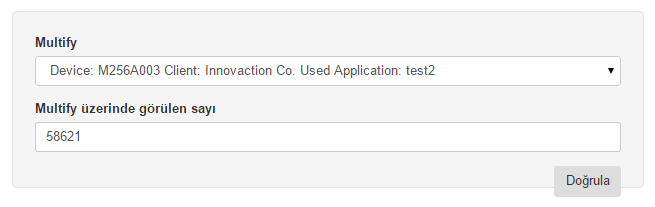 Multify
Device: M256A003 Client: Innovaction Co. Used Application: test2
Multify üzerinde görülen sayı
58621
Doğrula